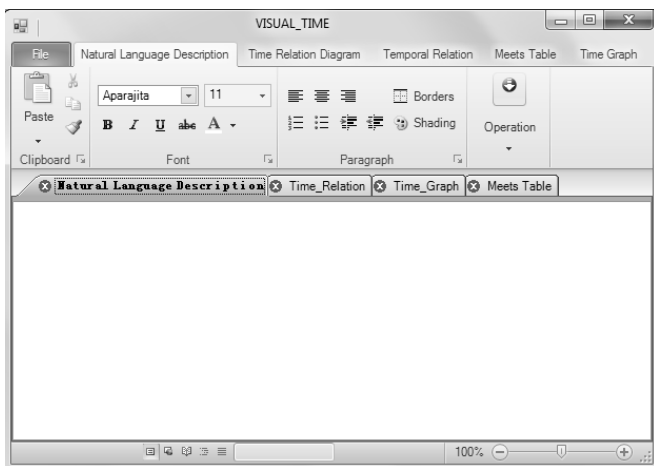 VISUAL_TIME
File Natural Language Description Time Relation Diagram Temporal Relation Meets Table Time Graph
Aparajita 11 Borders
Paste B I U abc A Shading Operation
Clipboard Font Paragraph
Natural Language Description Time_Relation Time_Graph Meets Table
100%